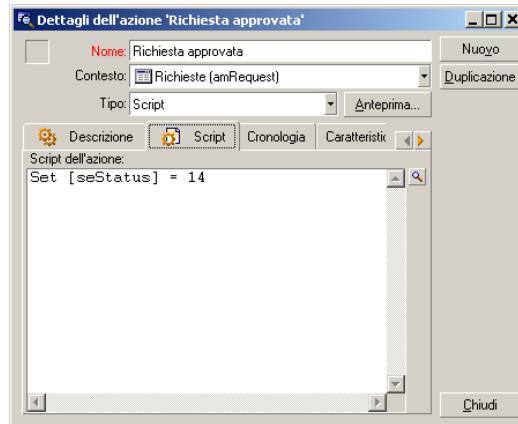 Dettagli dell'azione 'Richiesta approvata'
Nome: Richiesta approvata
Nuovo
Contesto: Richieste (amRequest)
Duplicazione
Tipo: Script
Anteprima...
Descrizione Script Cronologia Caratteristic
Script dell'azione:
Set [seStatus] = 14
Chiudi